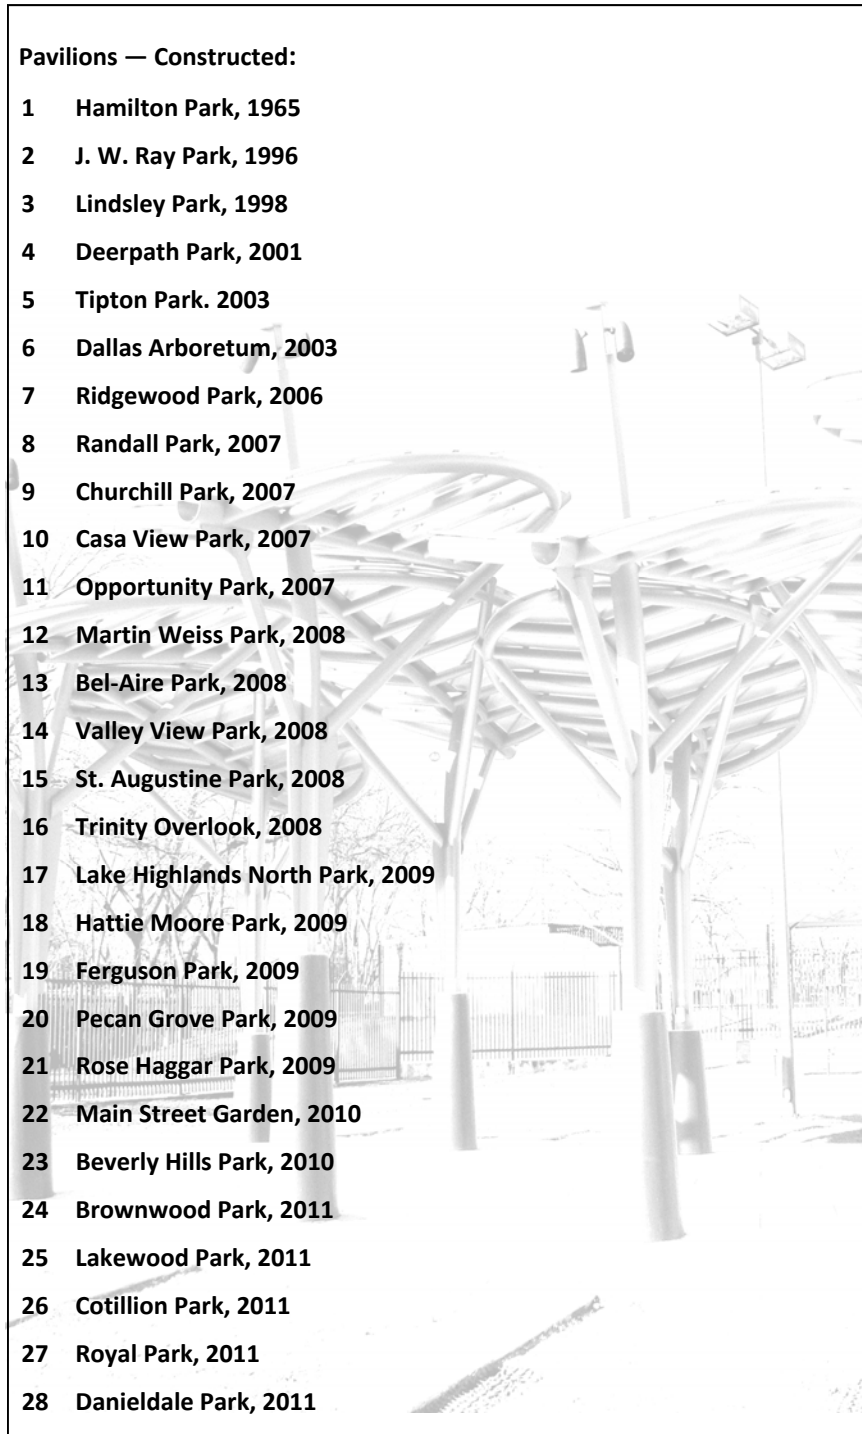 Pavilions — Constructed:
1 Hamilton Park, 1965
2 J. W. Ray Park, 1996
3 Lindsley Park, 1998
4 Deerpath Park, 2001
5 Tipton Park. 2003
6 Dallas Arboretum, 2003
7 Ridgewood Park, 2006
8 Randall Park, 2007
9 Churchill Park, 2007
10 Casa View Park, 2007
11 Opportunity Park, 2007
12 Martin Weiss Park, 2008
13 Bel-Aire Park, 2008
14 Valley View Park, 2008
15 St. Augustine Park, 2008
16 Trinity Overlook, 2008
17 Lake Highlands North Park, 2009
18 Hattie Moore Park, 2009
19 Ferguson Park, 2009
20 Pecan Grove Park, 2009
21 Rose Haggar Park, 2009
22 Main Street Garden, 2010
23 Beverly Hills Park, 2010
24 Brownwood Park, 2011
25 Lakewood Park, 2011
26 Cotillion Park, 2011
27 Royal Park, 2011
28 Danieldale Park, 2011